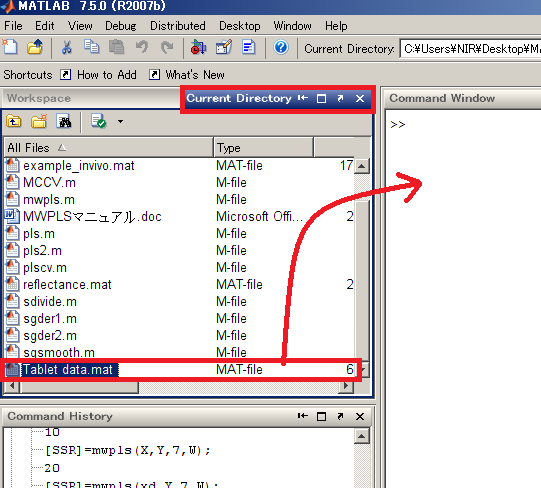 MATLAB 7.5.0 (R2007b)
File Edit View Debug Distributed Desktop Window Help
Current Directory: C:¥Users¥NIR¥Desktop¥M
Shortcuts How to Add What's New
Workspace Current Directory
Command Window
>>
All Files Type
example_invivo.mat MAT-file 17
MCCV.m M-file
mwpls.m M-file
MWPLSマニュアル.doc Microsoft Offi... 2
pls.m M-file
pls2.m M-file
plscv.m M-file
reflectance.mat MAT-file 2
sdivide.m M-file
sgder1.m M-file
sgder2.m M-file
sgsmooth.m M-file
Tablet data.mat MAT-file 6
Command History
10
[SSR]=mwpls(X,Y,7,W);
20
[SSR]=mwpls(xd,Y,7,W);